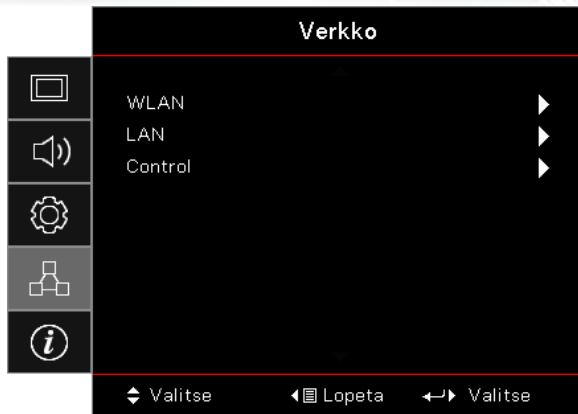 Verkko
WLAN
LAN
Control
Valitse Lopeta Valitse